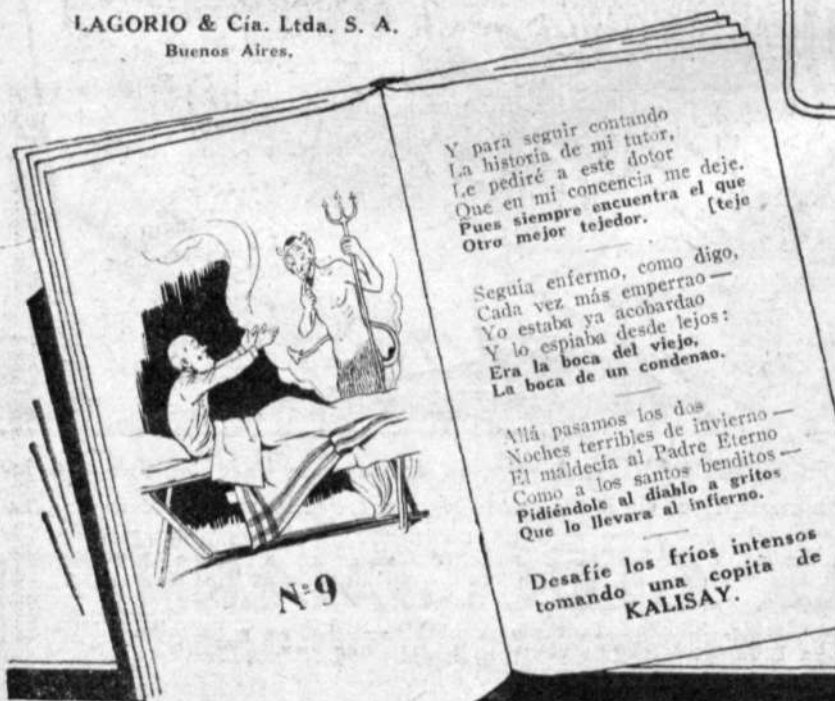 LAGORIO & Cía. Ltda. S. A.
Buenos Aires.
Y para seguir contando
La historia de mi tutor,
Le pediré a este dotor
Que en mi concencia me deje.
Pues siempre encuentra el que
Otro mejor tejedor. [teje
Seguía enfermo, como digo,
Cada vez más emperrao —
Yo estaba ya acobardao
Y lo espiaba desde lejos:
Era la boca del viejo,
La boca de un condenao.
Allá pasamos los dos
Noches terribles de invierno —
El maldecía al Padre Eterno
Como a los santos benditos —
Pidiéndole al diablo a gritos
Que lo llevara al infierno.
Desafíe los fríos intensos
tomando una copita de
KALISAY.
Nº 9